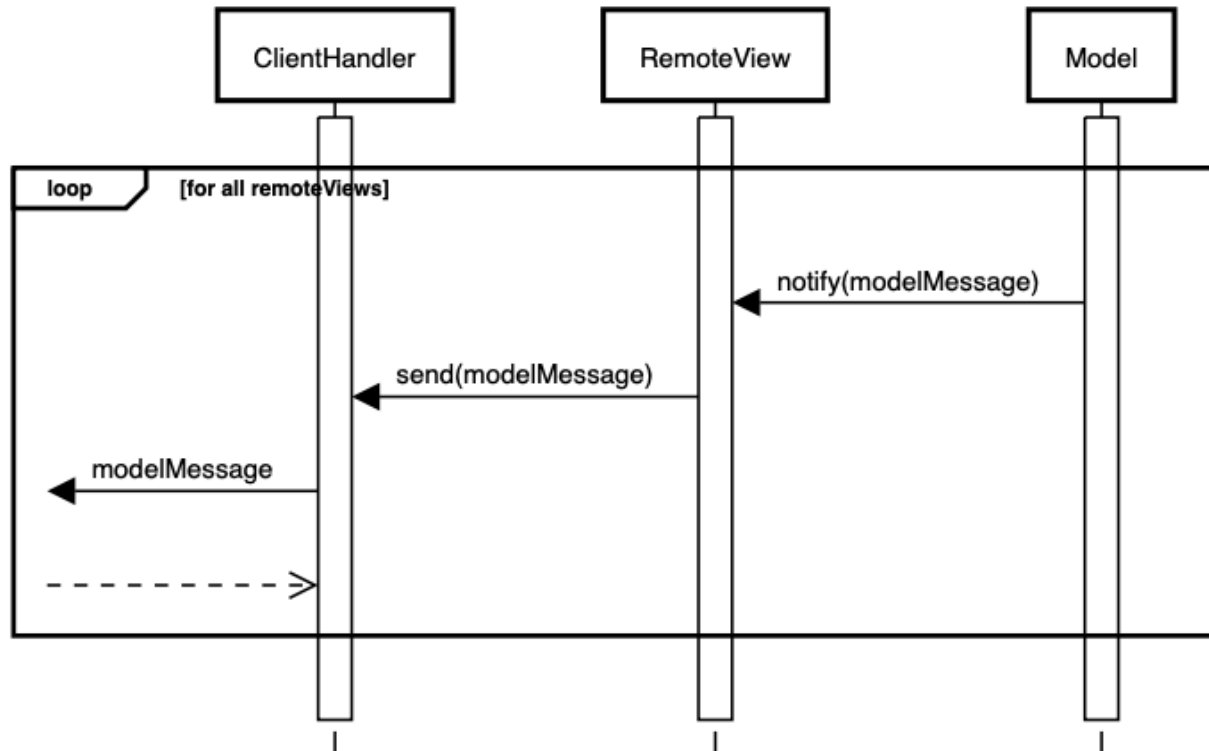 ClientHandler
RemoteView
Model
loop
[for all remoteViews]
notify(modelMessage)
send(modelMessage)
modelMessage